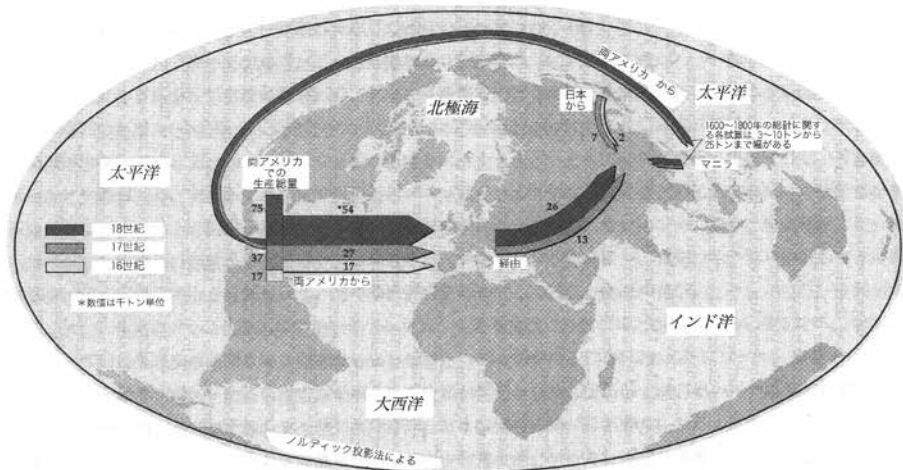 両アメリカ から
太平洋
日本
から
北極海
7
2
1600〜1800年の総計に関す
る各試算は 3〜10トンから
25トンまで幅がある
マニラ
太平洋
両アメリカ
での
生産総量
75
*54
26
13
18世紀
17世紀
16世紀
37
27
17
17
両アメリカから
経由
*数値は千トン単位
インド洋
大西洋
ノルディック投影法による